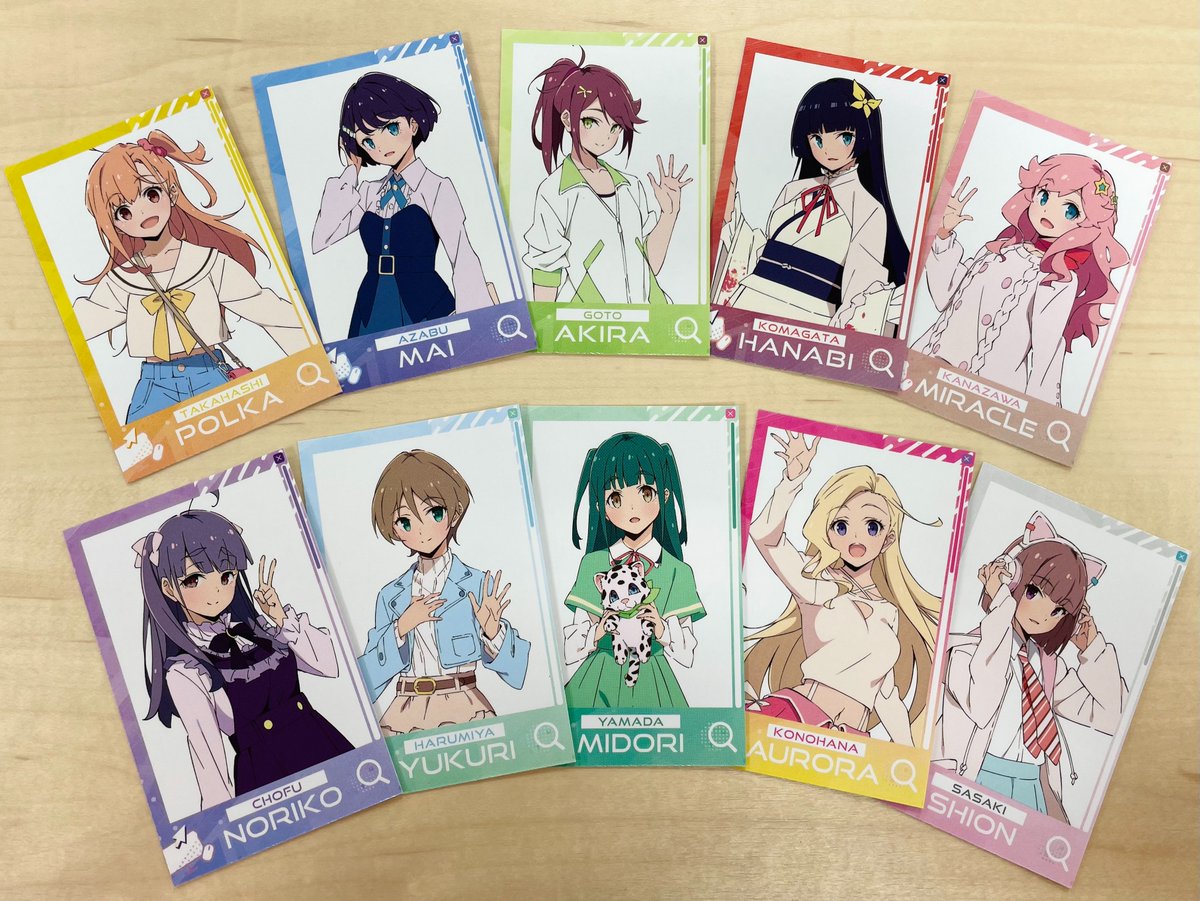 TAKAHASHI
POLKA
AZABU
MAI
GOTO
AKIRA
KOMAGATA
HANABI
KANAZAWA
MIRACLE
CHOFU
NORIKO
HARUMIYA
YUKURI
YAMADA
MIDORI
KONOHANA
AURORA
SASAKI
SHION